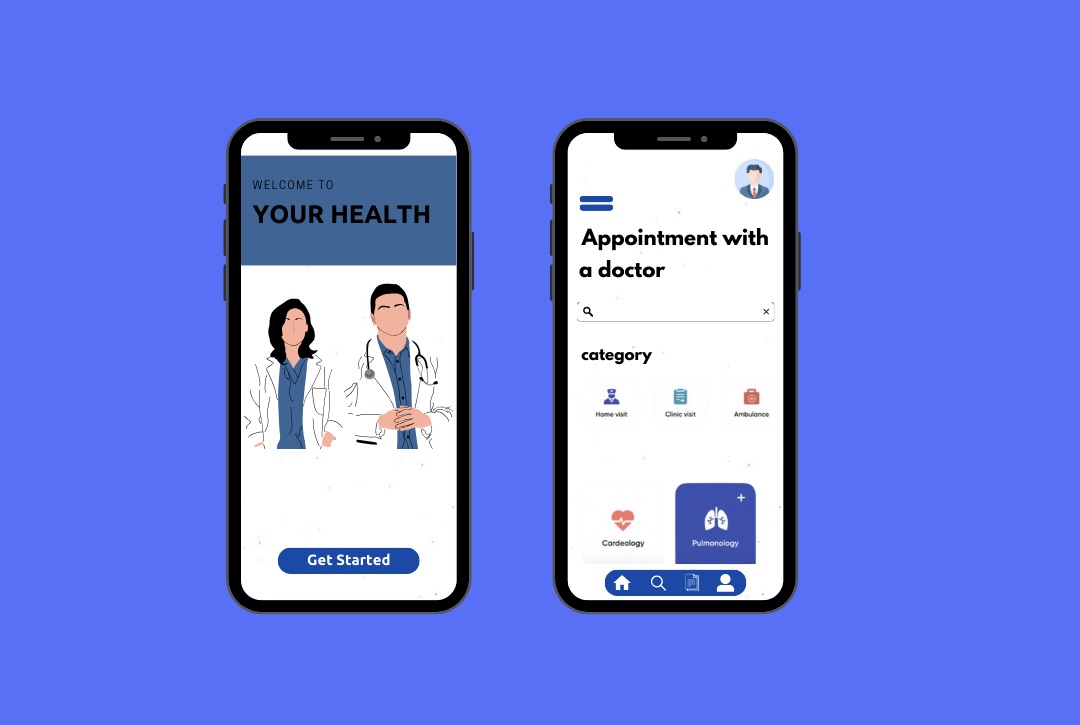 WELCOME TO
YOUR HEALTH
Get Started
Appointment with
a doctor
category
Home visit
Clinic visit
Ambulance
Cardeology
Pulmonology